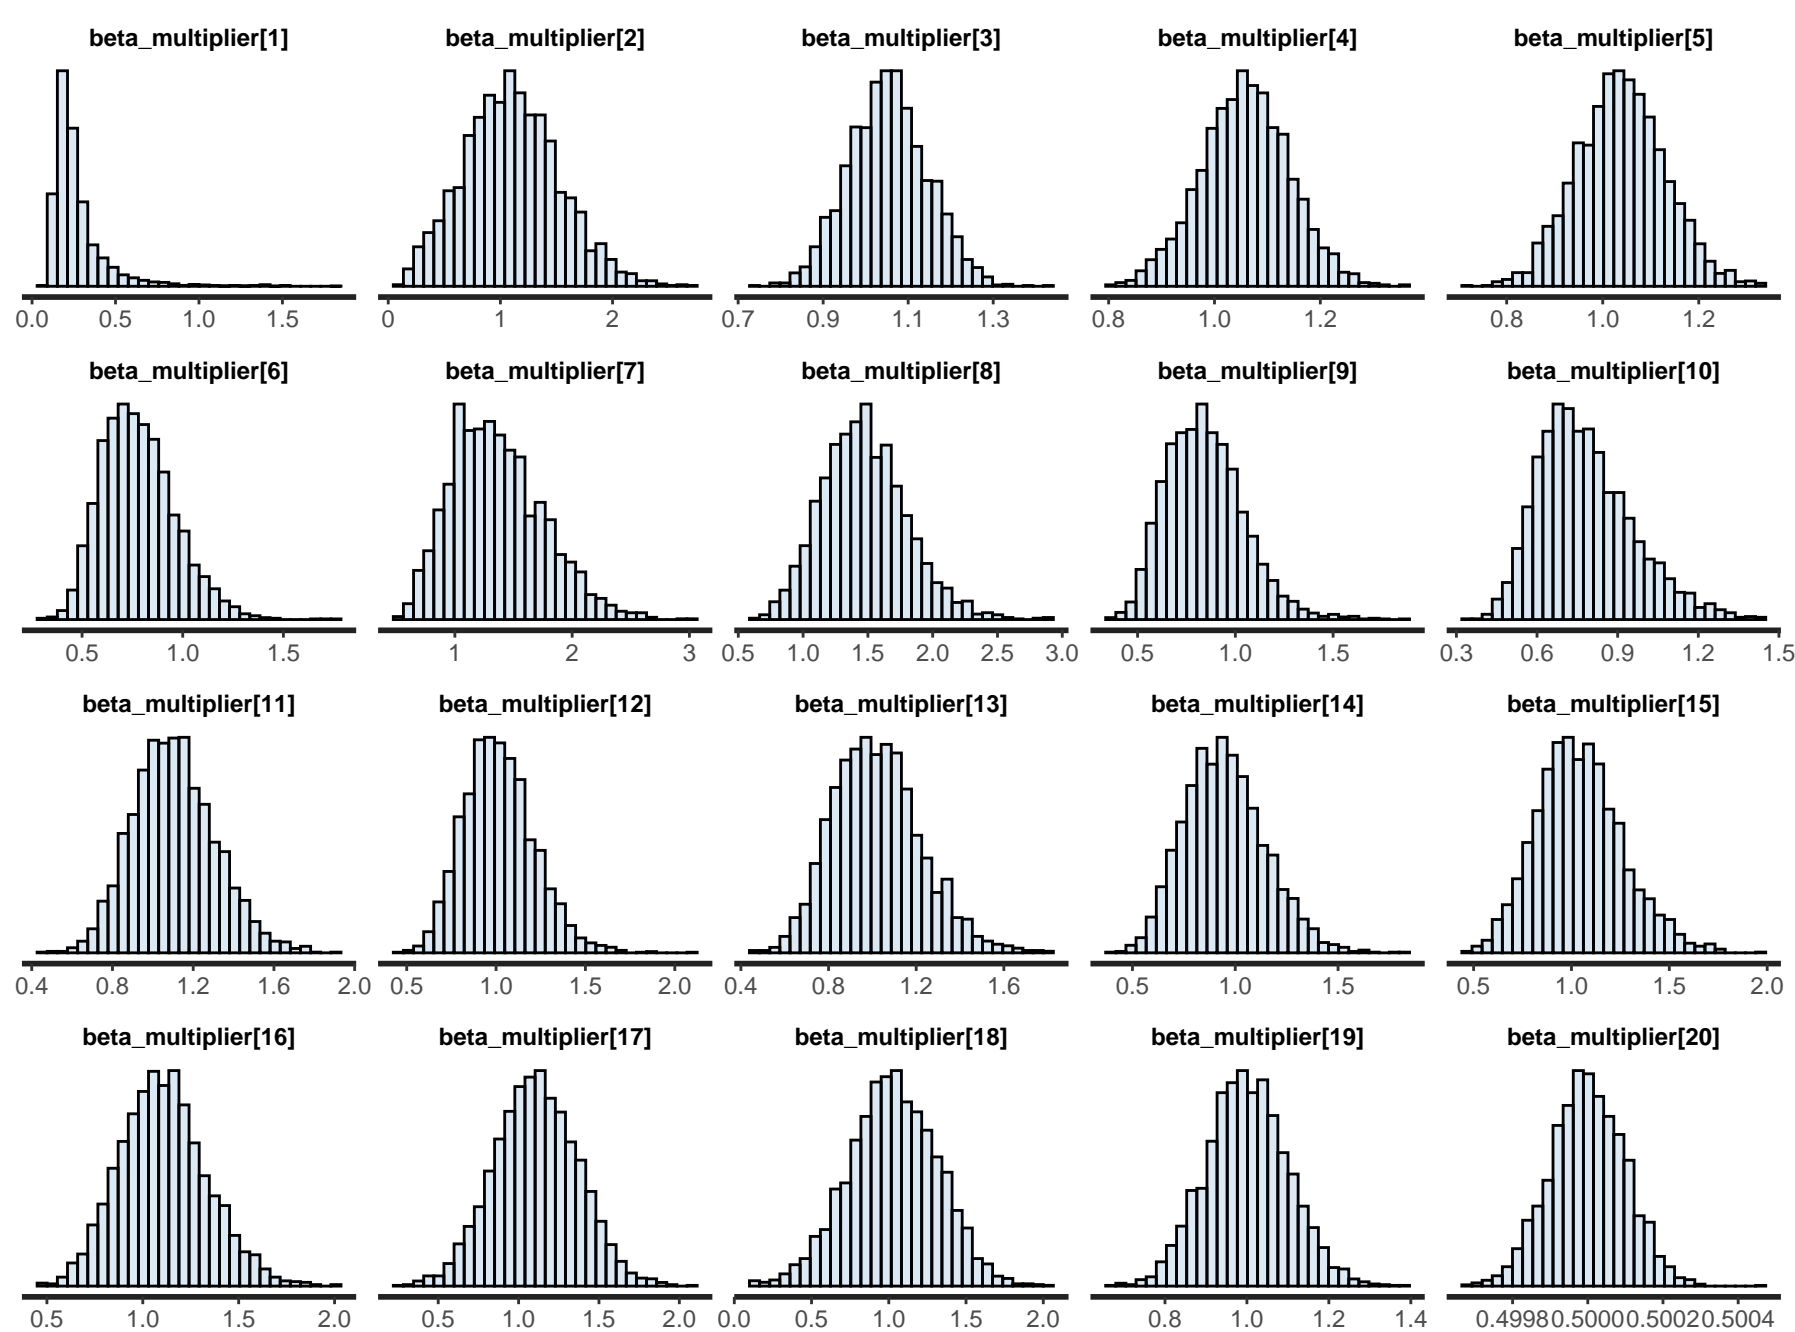 beta_multiplier[1] beta_multiplier[2] beta_multiplier[3] beta_multiplier[4] beta_multiplier[5]
0.0 0.5 1.0 1.5 0 1 2 0.7 0.9 1.1 1.3 0.8 1.0 1.2 0.8 1.0 1.2
beta_multiplier[6] beta_multiplier[7] beta_multiplier[8] beta_multiplier[9] beta_multiplier[10]
0.5 1.0 1.5 1 2 3 0.5 1.0 1.5 2.0 2.5 3.0 0.5 1.0 1.5 0.3 0.6 0.9 1.2 1.5
beta_multiplier[11] beta_multiplier[12] beta_multiplier[13] beta_multiplier[14] beta_multiplier[15]
0.4 0.8 1.2 1.6 2.0 0.5 1.0 1.5 2.0 0.4 0.8 1.2 1.6 0.5 1.0 1.5 0.5 1.0 1.5 2.0
beta_multiplier[16] beta_multiplier[17] beta_multiplier[18] beta_multiplier[19] beta_multiplier[20]
0.5 1.0 1.5 2.0 0.5 1.0 1.5 2.0 0.0 0.5 1.0 1.5 2.0 0.8 1.0 1.2 1.4 0.4998 0.5000 0.5002 0.5004